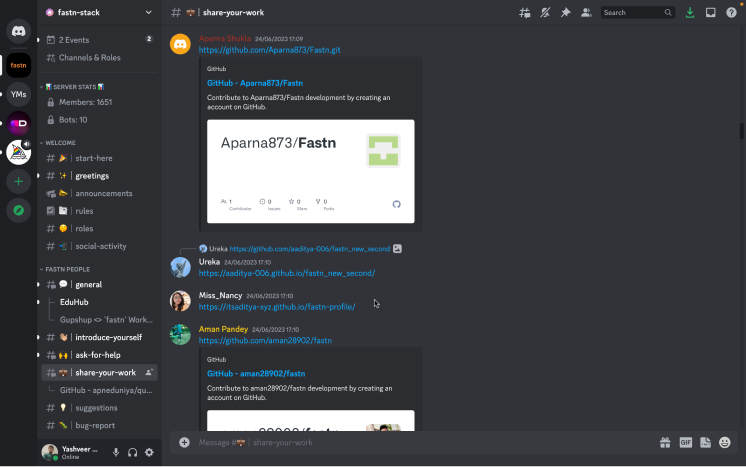 fastn-stack
# | share-your-work
Search
2 Events
2
Channels & Roles
SERVER STATS
Members: 1651
Bots: 10
WELCOME
# | start-here
# | greetings
| announcements
| rules
# | roles
# | social-activity
FASTN PEOPLE
| general
EduHub
Gupshup <> `fastn` Work...
| introduce-yourself
| ask-for-help
| share-your-work
GitHub - apneduniya/qu...
| suggestions
| bug-report
Yashveer ...
Online
fastn
YMs
D
Aparna Shukla 24/06/2023 17:09
https://github.com/Aparna873/Fastn.git
GitHub
GitHub - Aparna873/Fastn
Contribute to Aparna873/Fastn development by creating an
account on GitHub.
Aparna873/Fastn
1 0 0 0
Contributor Issues Stars Forks
Ureka https://github.com/aaditya-006/fastn_new_second
Ureka 24/06/2023 17:10
https://aaditya-006.github.io/fastn_new_second/
Miss_Nancy 24/06/2023 17:10
https://itsaditya-xyz.github.io/fastn-profile/
Aman Pandey 24/06/2023 17:10
https://github.com/aman28902/fastn
GitHub
GitHub - aman28902/fastn
Contribute to aman28902/fastn development by creating an
account on GitHub.
Message # | share-your-work
GIF